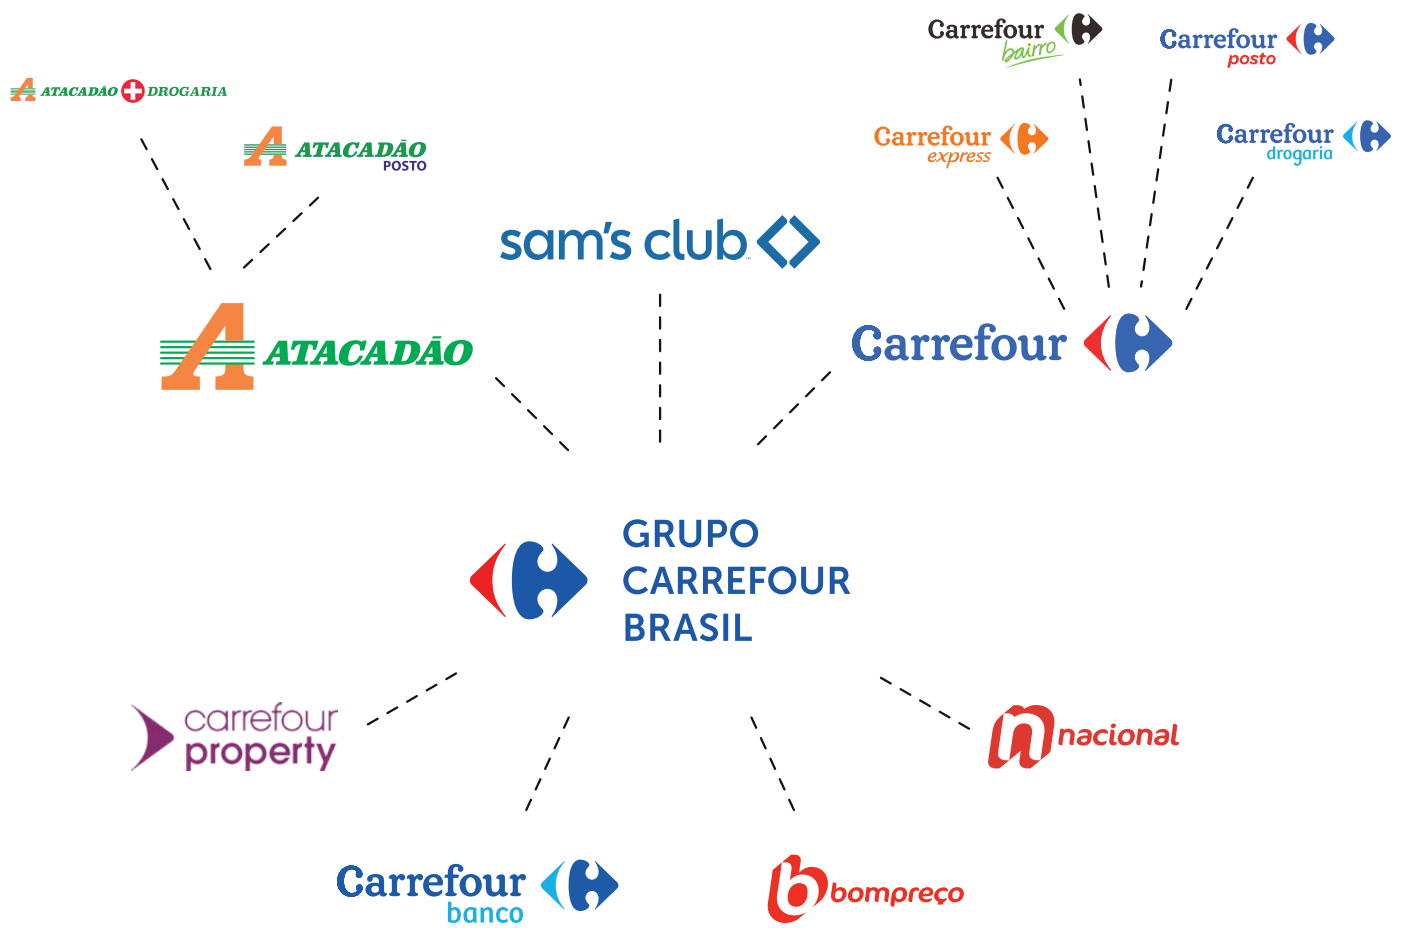 Carrefour
bairro
Carrefour
posto
A ATACADÃO DROGARIA
A ATACADÃO
POSTO
Carrefour
express
Carrefour
drogaria
sam's club
A ATACADÃO
Carrefour
GRUPO
CARREFOUR
BRASIL
carrefour
property
n nacional
Carrefour
banco
b bompreço